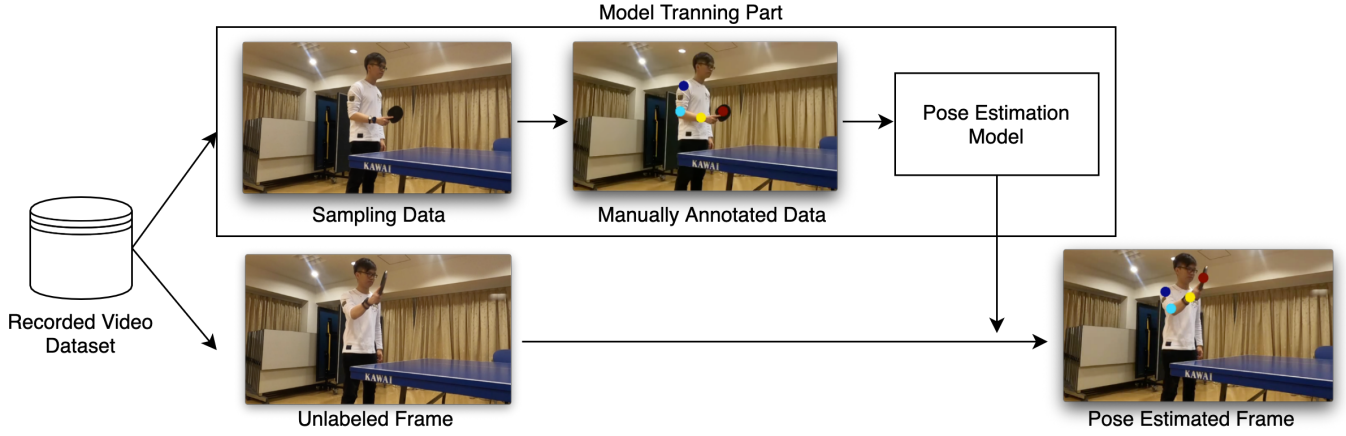 Model Tranning Part
KAWAI
KAWAI
Sampling Data
Manually Annotated Data
Pose Estimation
Model
Recorded Video
Dataset
KAWAI
Unlabeled Frame
KAWAI
Pose Estimated Frame